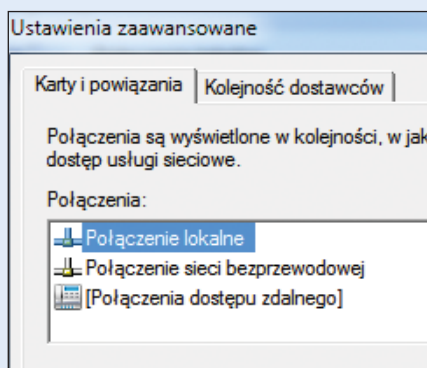 Ustawienia zaawansowane
Karty i powiązania
Kolejność dostawców
Połączenia są wyświetlone w kolejności, w jak
dostęp usługi sieciowe.
Połączenia:
Połączenie lokalne
Połączenie sieci bezprzewodowej
[Połączenia dostępu zdalnego]